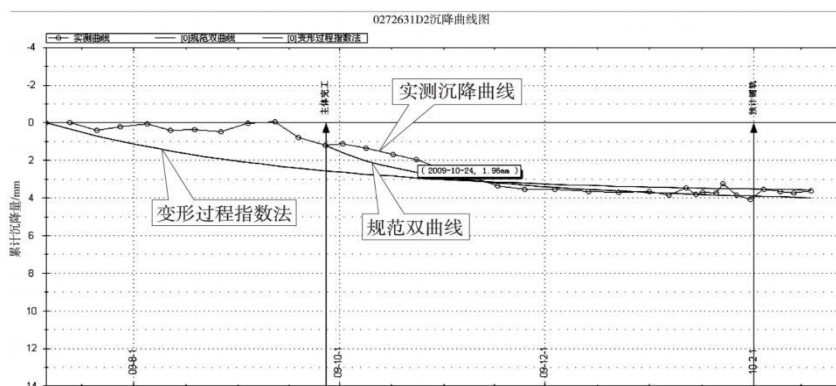 0272631D2沉降曲线图
实测曲线 [0]规范双曲线 [0]变形过程指数法
-4
-2
0
2
4
6
8
10
12
14
累计沉降量/mm
主体完工
预计铺轨
实测沉降曲线
( 2009-10-24, 1.96mm )
变形过程指数法
规范双曲线
09-8-1
09-10-1
09-12-1
10-2-1